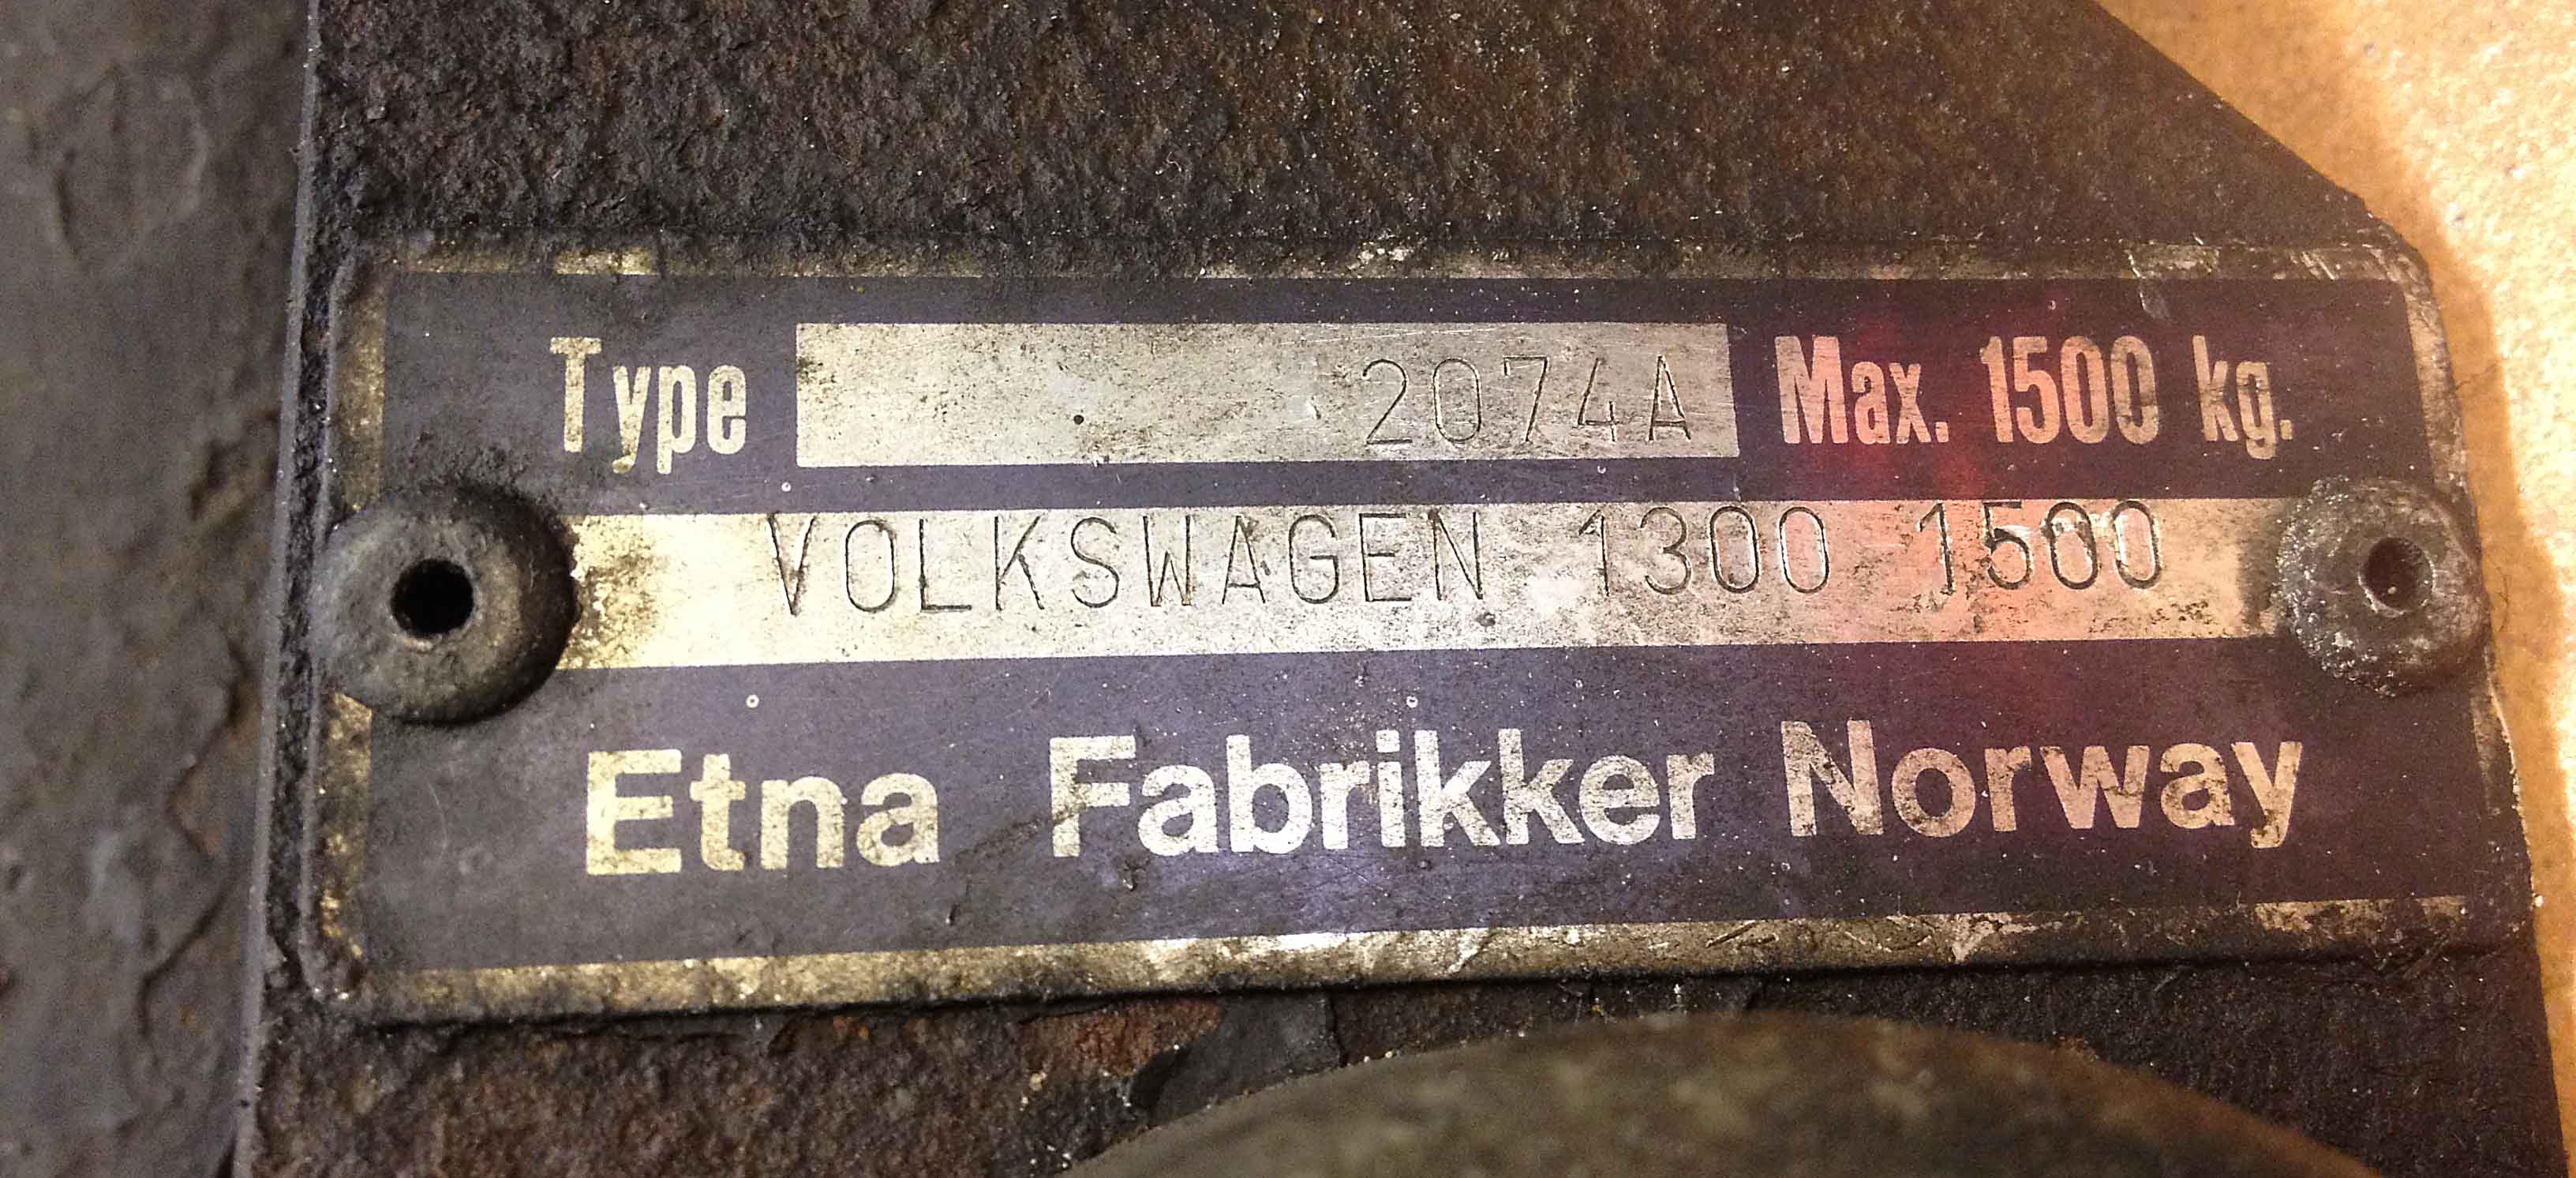 Type 2074A Max. 1500 kg.
VOLKSWAGEN 1300 1500
Etna Fabrikker Norway